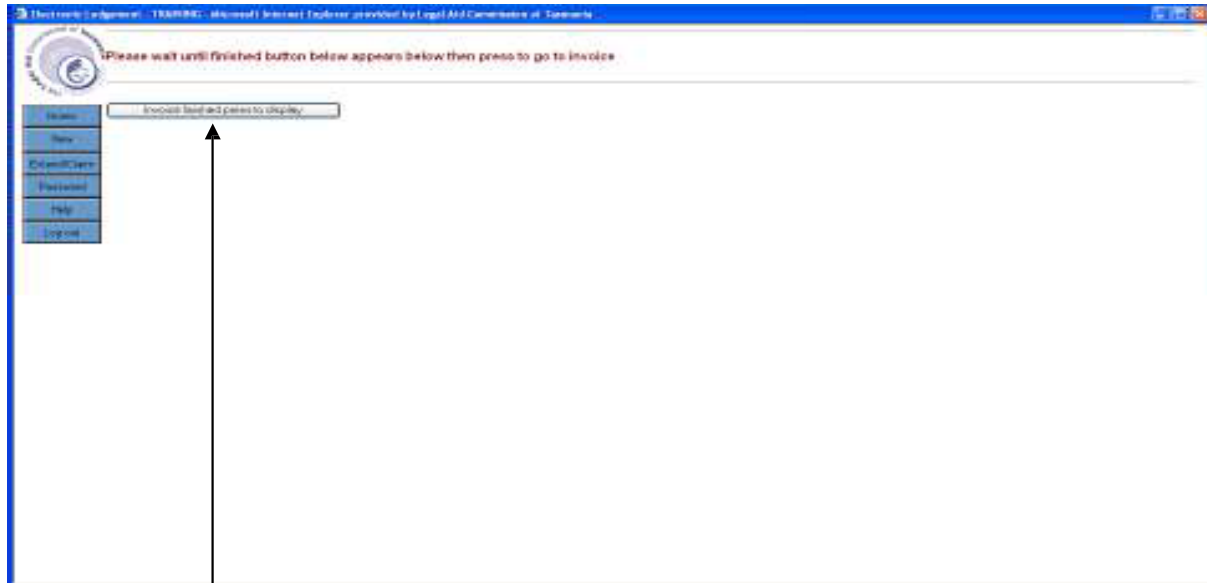 Electronic Lodgement - TRAINING - Microsoft Internet Explorer provided by Legal Aid Commission of Tasmania
Please wait until finished button below appears below then press to go to invoice
Invoice finished press to display
Home
New
Extend/Claim
Password
Help
Log out